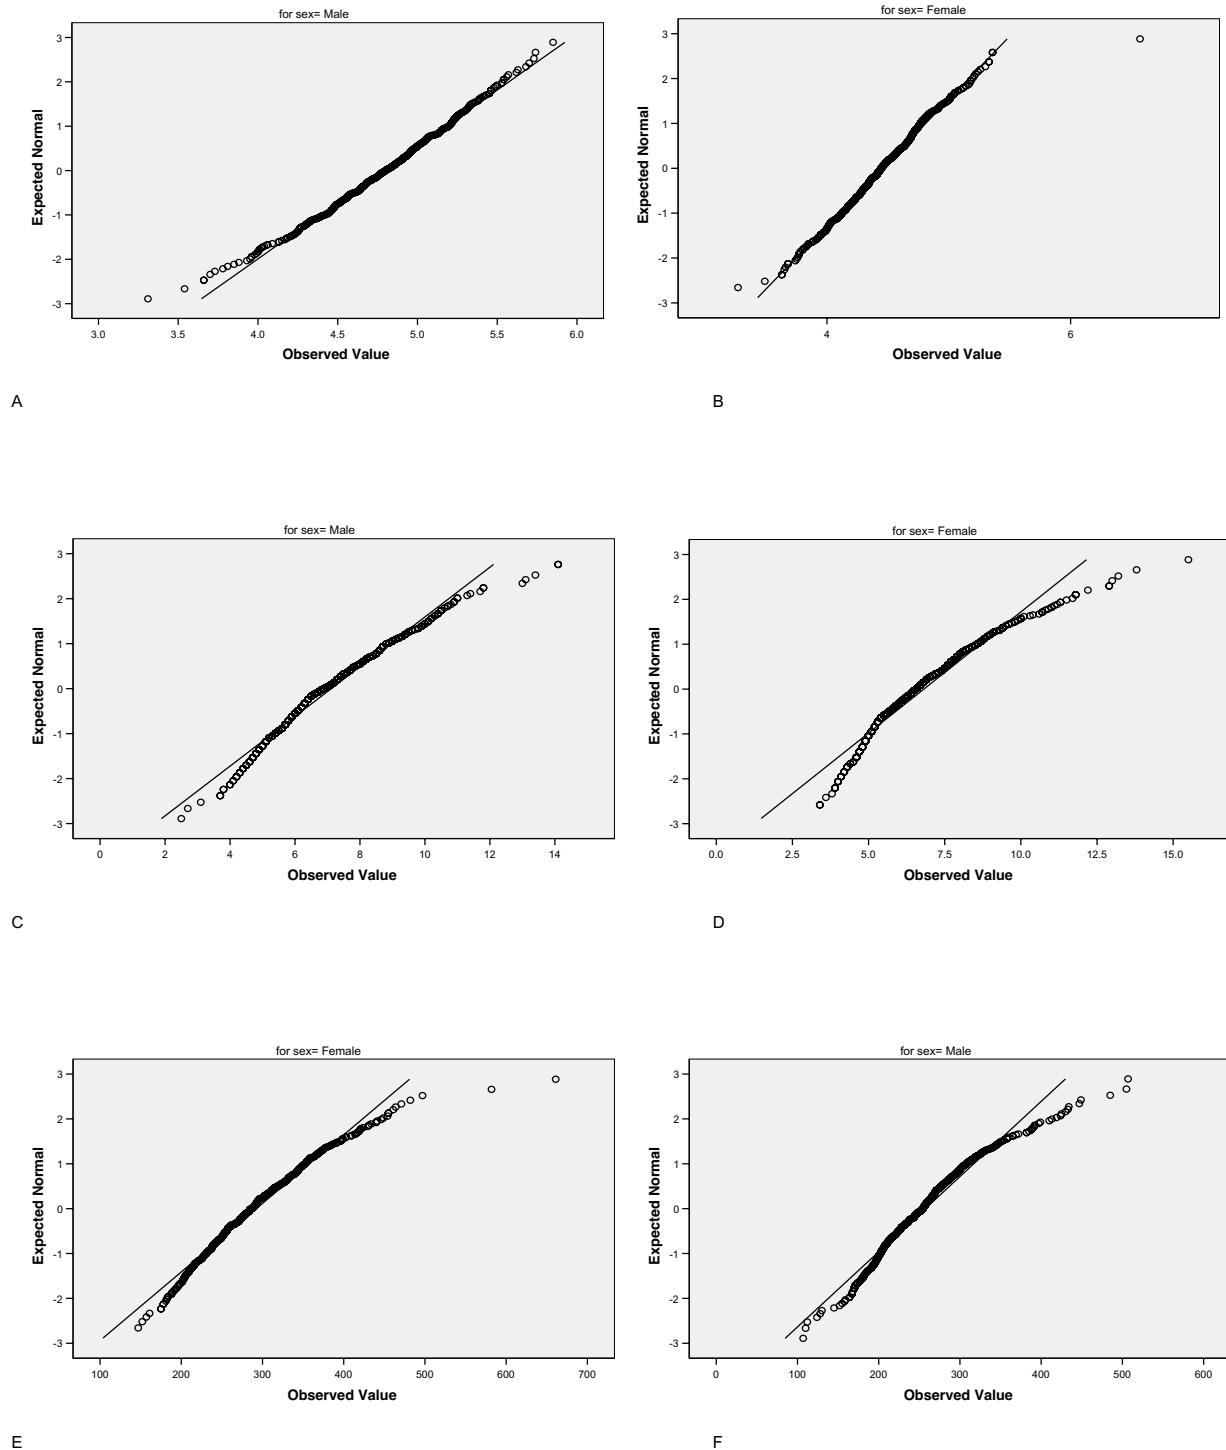 for sex= Male
3
2
1
0
-1
-2
-3
Expected Normal
3.0 3.5 4.0 4.5 5.0 5.5 6.0
Observed Value
A
for sex= Female
3
2
1
0
-1
-2
-3
Expected Normal
4 6
Observed Value
B
for sex= Male
3
2
1
0
-1
-2
-3
Expected Normal
0 2 4 6 8 10 12 14
Observed Value
C
for sex= Female
3
2
1
0
-1
-2
-3
Expected Normal
0.0 2.5 5.0 7.5 10.0 12.5 15.0
Observed Value
D
for sex= Female
3
2
1
0
-1
-2
-3
Expected Normal
100 200 300 400 500 600 700
Observed Value
E
for sex= Male
3
2
1
0
-1
-2
-3
Expected Normal
0 100 200 300 400 500 600
Observed Value
F